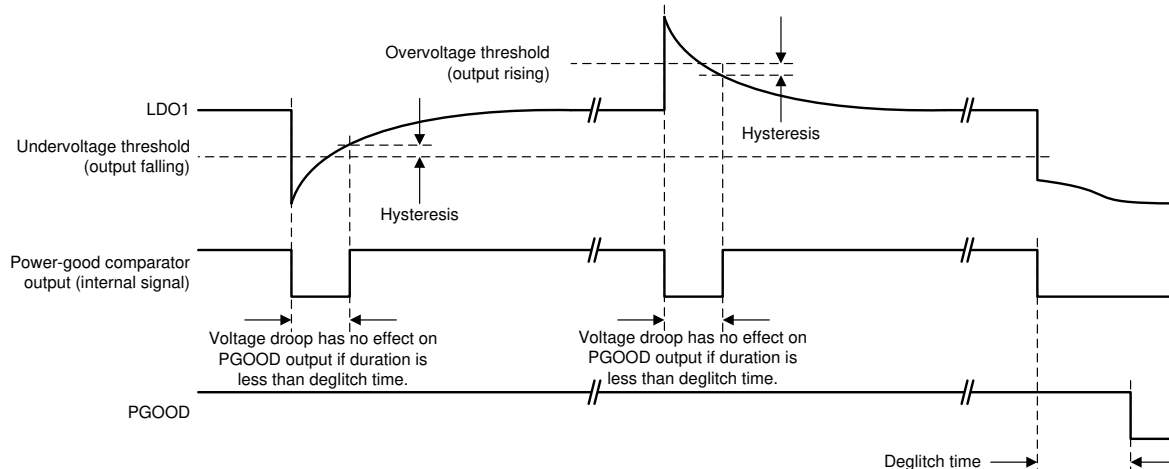 Overvoltage threshold
(output rising)
LDO1
Hysteresis
Undervoltage threshold
(output falling)
Hysteresis
Power-good comparator
output (internal signal)
Voltage droop has no effect on
PGOOD output if duration is
less than deglitch time.
Voltage droop has no effect on
PGOOD output if duration is
less than deglitch time.
PGOOD
Deglitch time